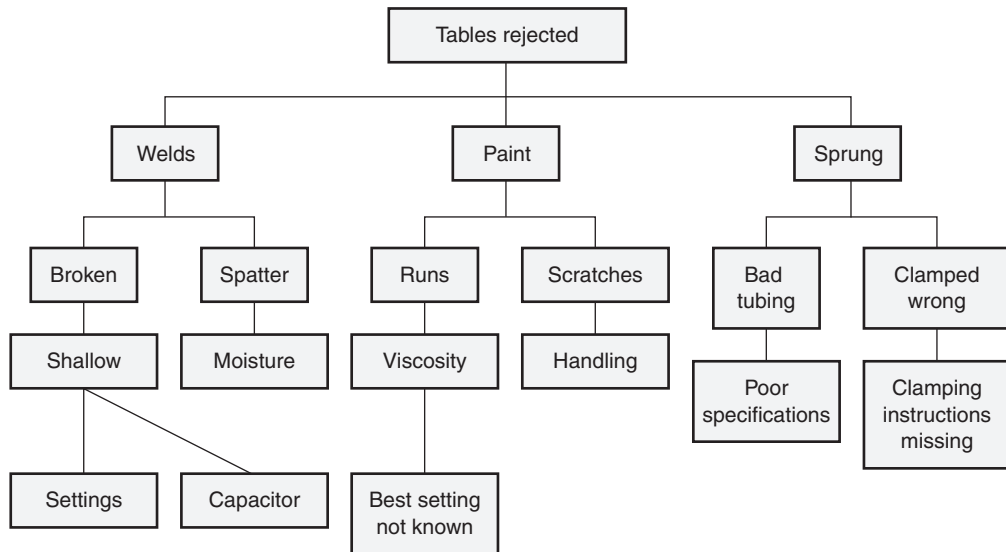 Tables rejected
Welds
Paint
Sprung
Broken
Spatter
Runs
Scratches
Bad
tubing
Clamped
wrong
Shallow
Moisture
Viscosity
Handling
Poor
specifications
Clamping
instructions
missing
Settings
Capacitor
Best setting
not known